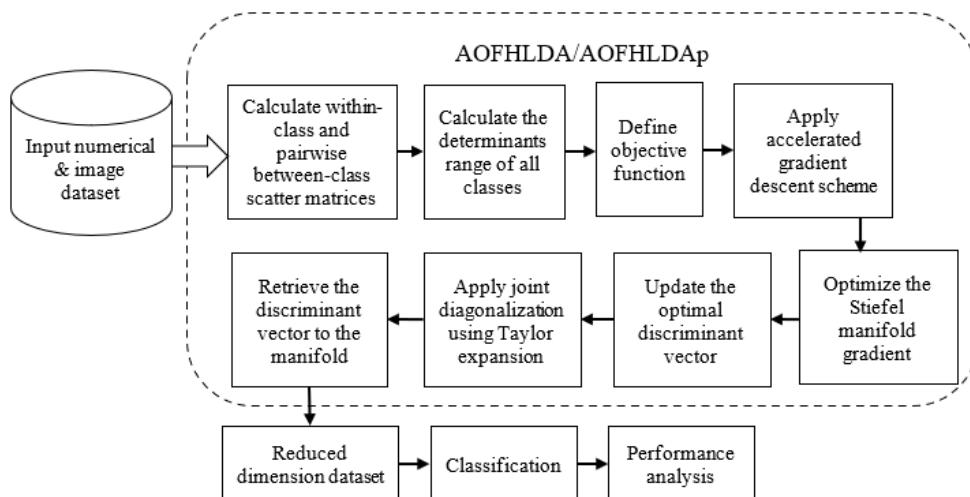 AOFHLDA/AOFHLDAp
Input numerical
& image
dataset
Calculate within-
class and
pairwise
between-class
scatter matrices
Calculate the
determinants
range of all
classes
Define
objective
function
Apply
accelerated
gradient
descent scheme
Optimize the
Stiefel
manifold
gradient
Update the
optimal
discriminant
vector
Apply joint
diagonalization
using Taylor
expansion
Retrieve the
discriminant
vector to the
manifold
Reduced
dimension dataset
Classification
Performance
analysis